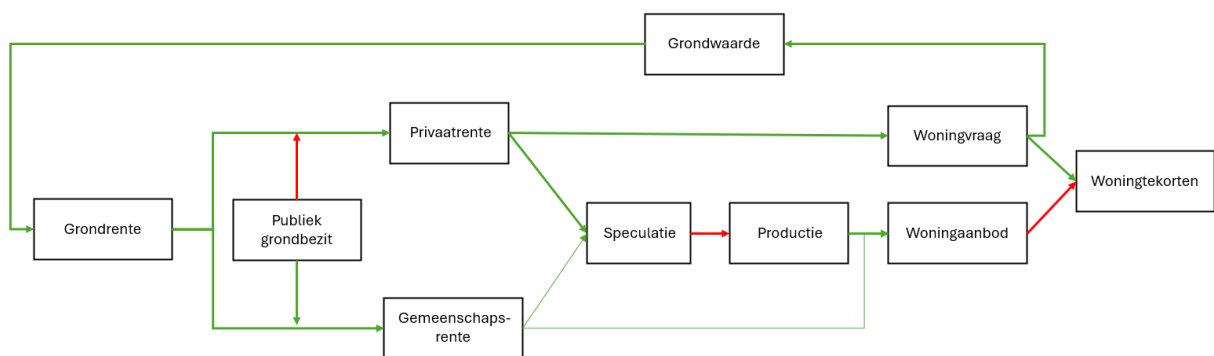 Grondwaarde
Privaatrente
Woningvraag
Woningtekorten
Grondrente
Publiek
grondbezit
Speculatie
Productie
Woningaanbod
Gemeenschaps-
rente